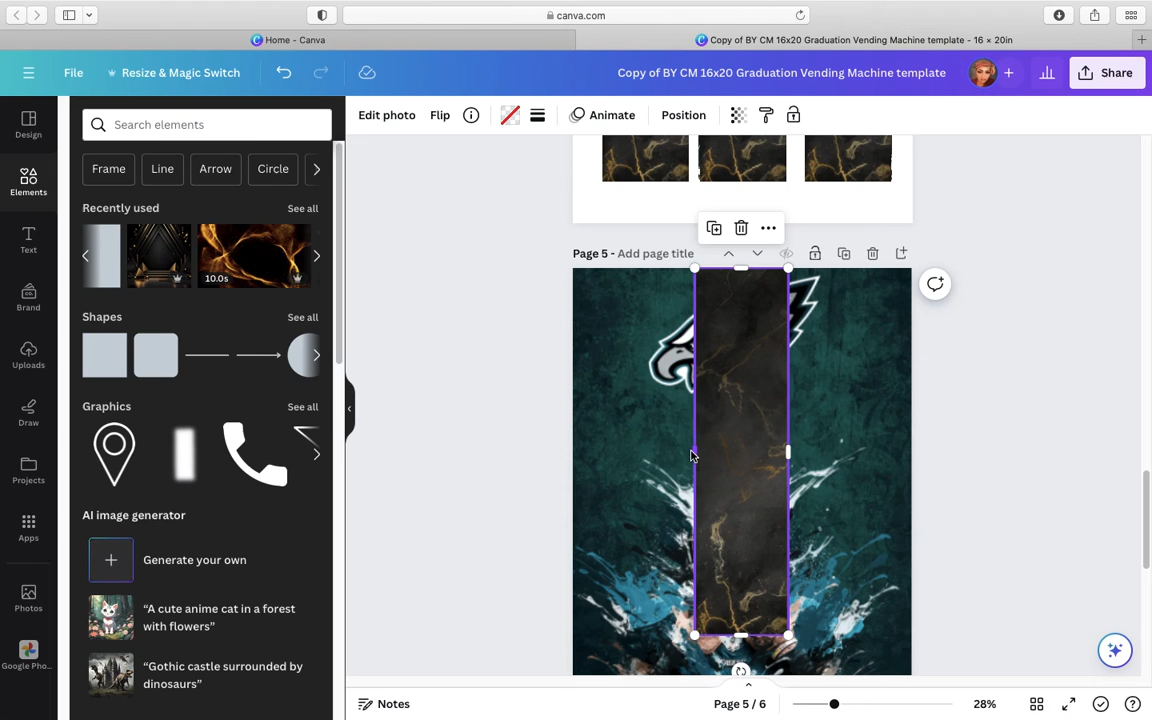 canva.com
Home - Canva
Copy of BY CM 16x20 Graduation Vending Machine template - 16 × 20in
File
Resize & Magic Switch
Copy of BY CM 16x20 Graduation Vending Machine template
Share
Design
Elements
Text
Brand
Uploads
Draw
Projects
Apps
Photos
Google Pho...
Search elements
Frame
Line
Arrow
Circle
Recently used
See all
10.0s
Shapes
See all
Graphics
See all
AI image generator
Generate your own
“A cute anime cat in a forest
with flowers”
“Gothic castle surrounded by
dinosaurs”
Edit photo
Flip
Animate
Position
Page 5 - Add page title
Notes
Page 5 / 6
28%